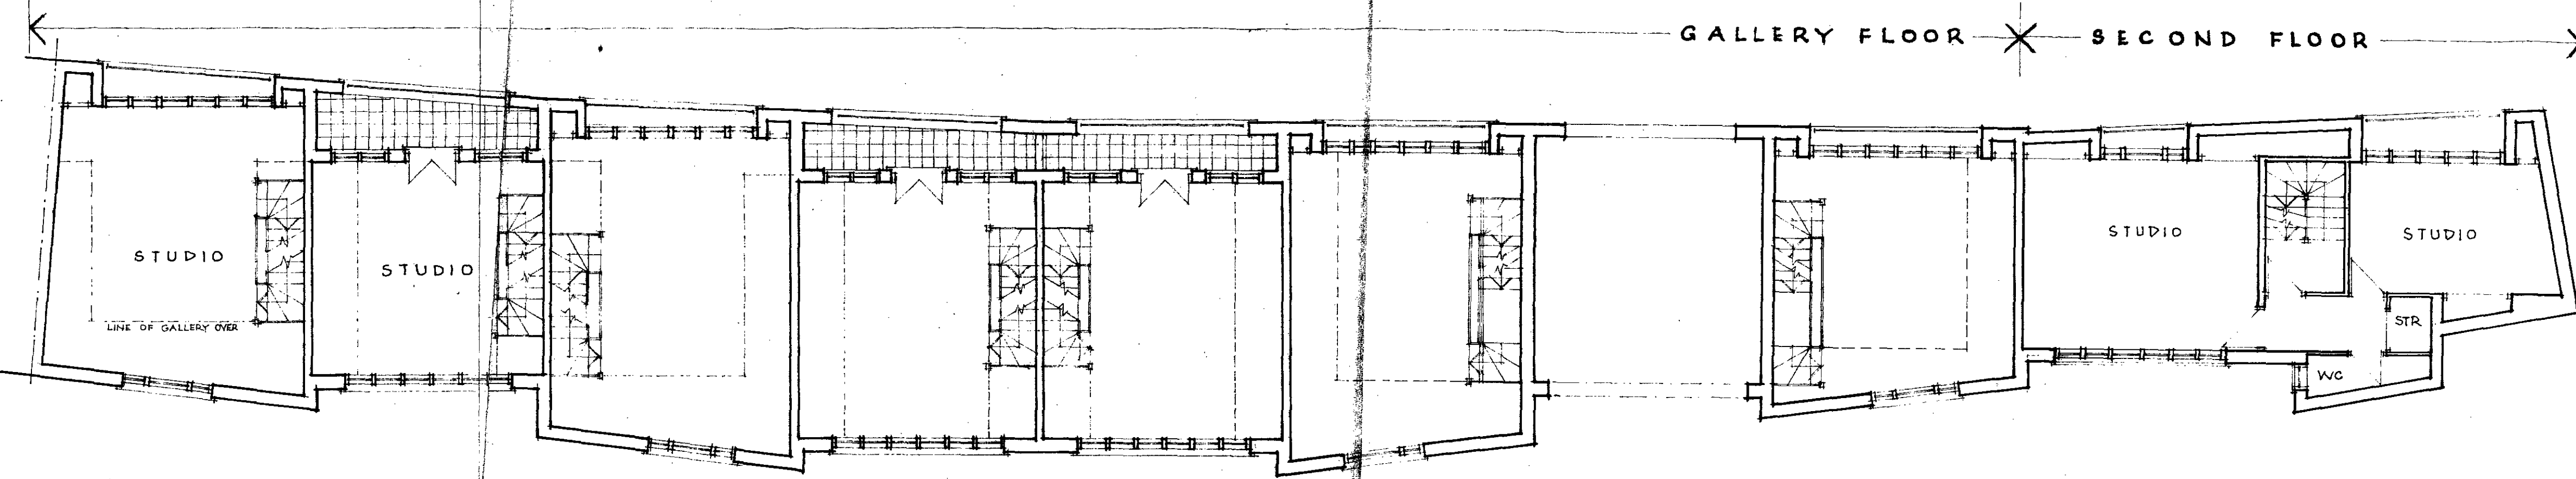 GALLERY FLOOR
SECOND FLOOR
STUDIO
STUDIO
STUDIO
STUDIO
LINE OF GALLERY OVER
STR
WC